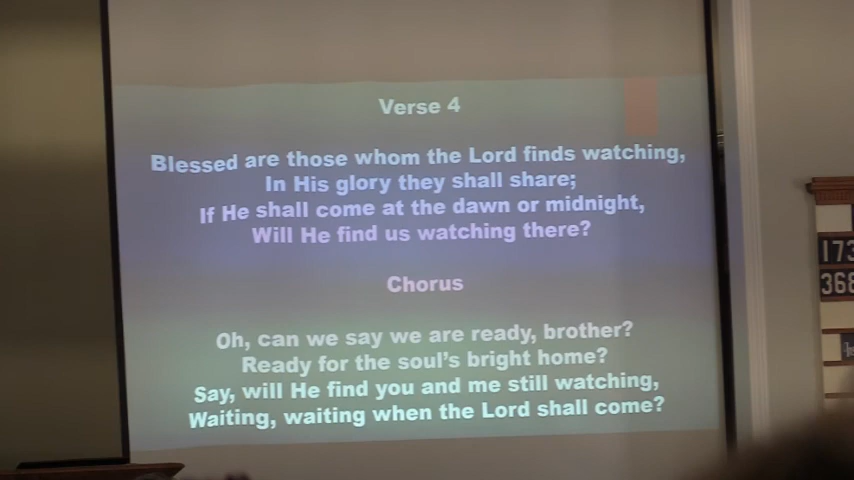 Verse 4
Blessed are those whom the Lord finds watching,
In His glory they shall share;
If He shall come at the dawn or midnight,
Will He find us watching there?
Chorus
Oh, can we say we are ready, brother?
Ready for the soul's bright home?
Say, will He find you and me still watching,
Waiting, waiting when the Lord shall come?
173
368